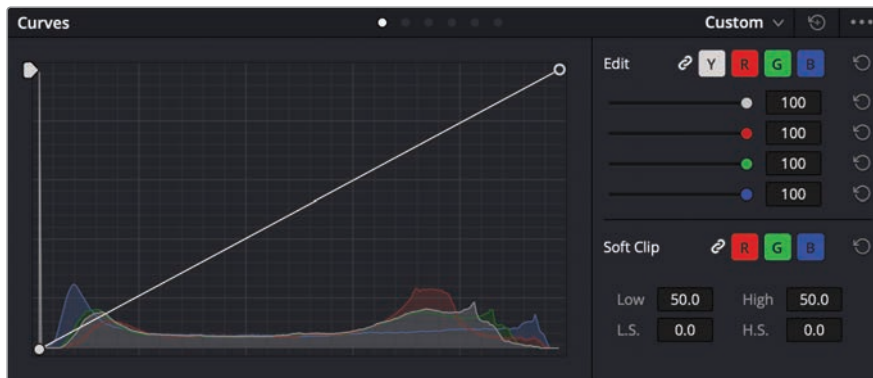 Curves
Custom
Edit Y R G B
100
100
100
100
Soft Clip R G B
Low 50.0 High 50.0
L.S. 0.0 H.S. 0.0